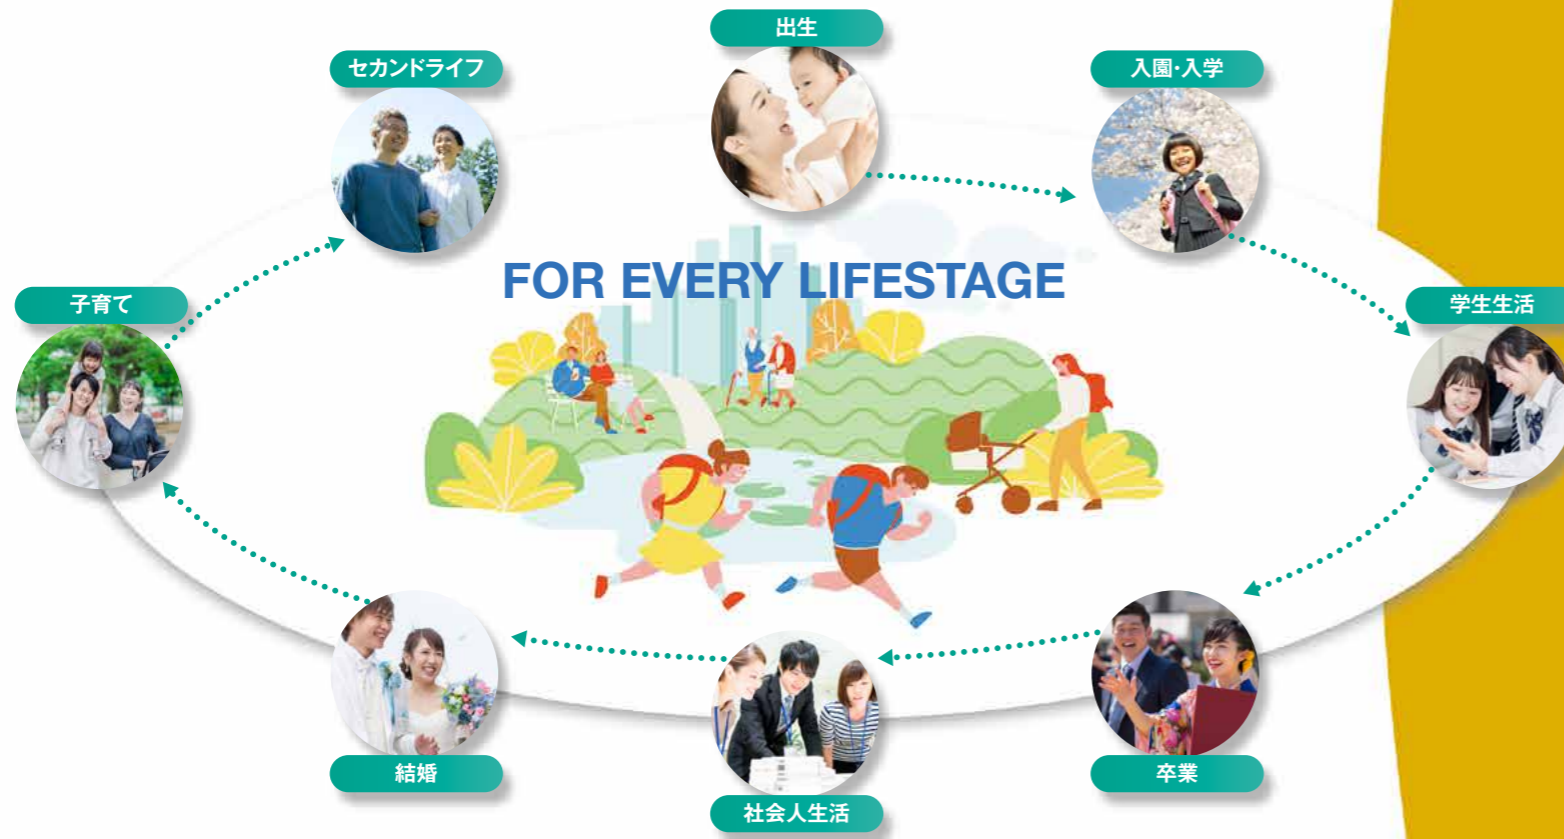 出生
セカンドライフ
入園・入学
FOR EVERY LIFESTAGE
子育て
学生生活
結婚
卒業
社会人生活